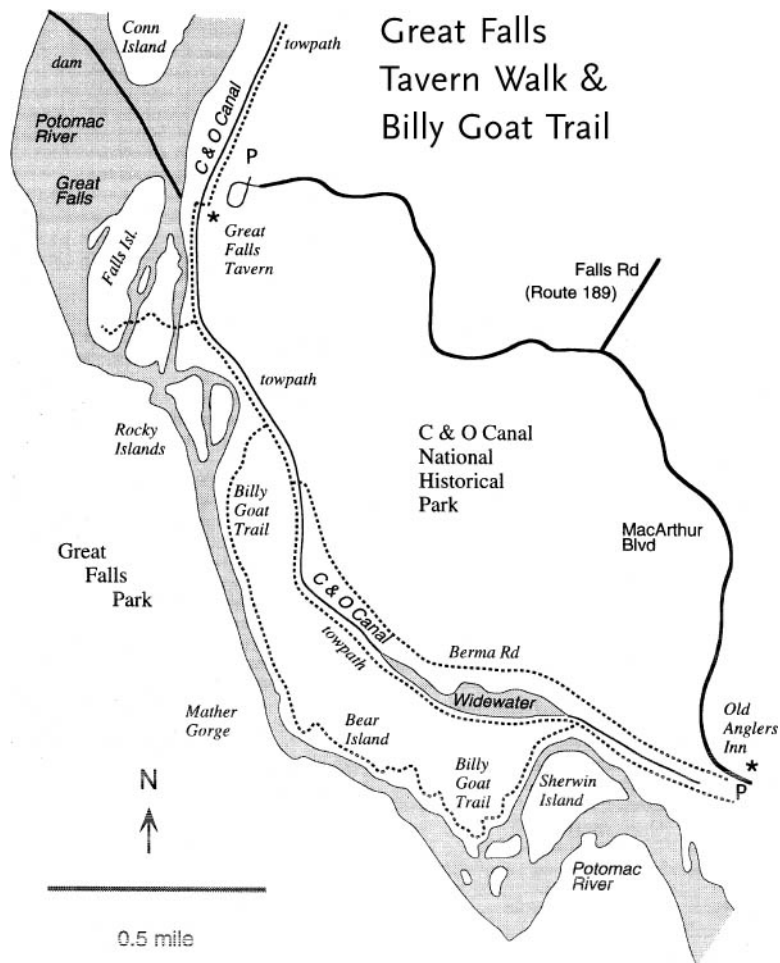 Great Falls
Tavern Walk &
Billy Goat Trail
Conn
Island
towpath
dam
C & O Canal
Potomac
River
P
Great
Falls
*
Great
Falls
Tavern
Falls Isl.
Falls Rd
(Route 189)
towpath
Rocky
Islands
C & O Canal
National
Historical
Park
Billy
Goat
Trail
MacArthur
Blvd
Great
Falls
Park
C & O Canal
towpath
Berma Rd
Widewater
Mather
Gorge
Bear
Island
Old
Anglers
Inn
*
Billy
Goat
Trail
Sherwin
Island
P
N
Potomac
River
0.5 mile